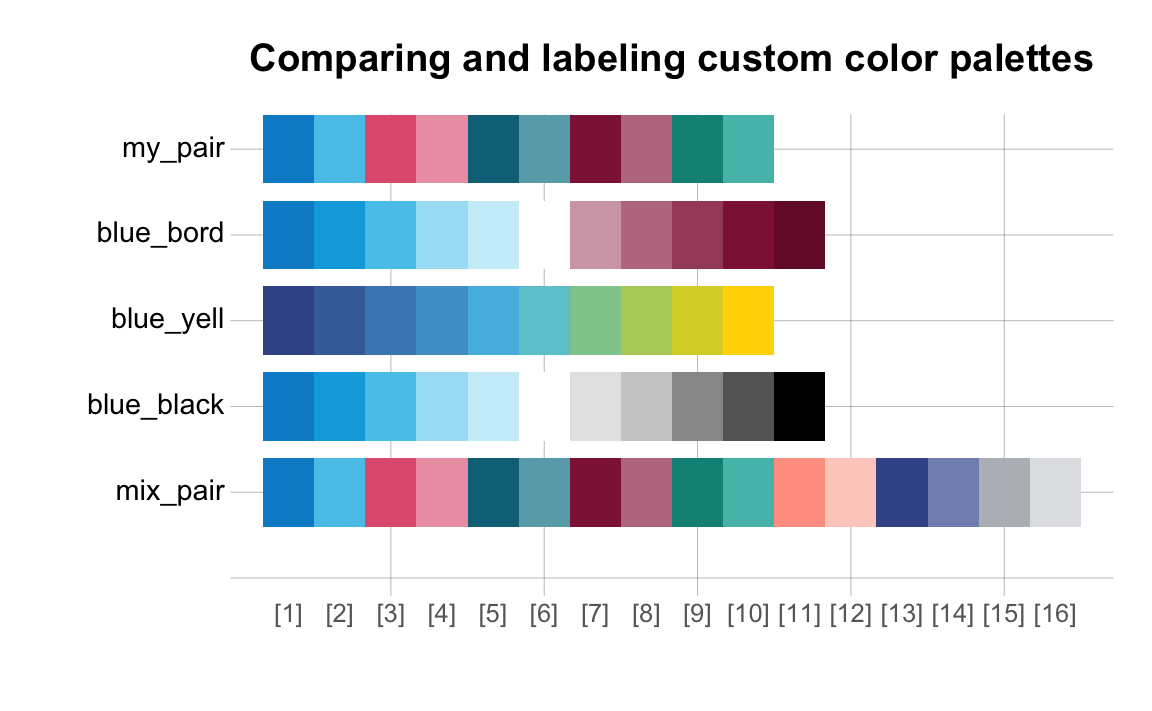 Comparing and labeling custom color palettes
my_pair
blue_bord
blue_yell
blue_black
mix_pair
[1] [2] [3] [4] [5] [6] [7] [8] [9] [10] [11] [12] [13] [14] [15] [16]